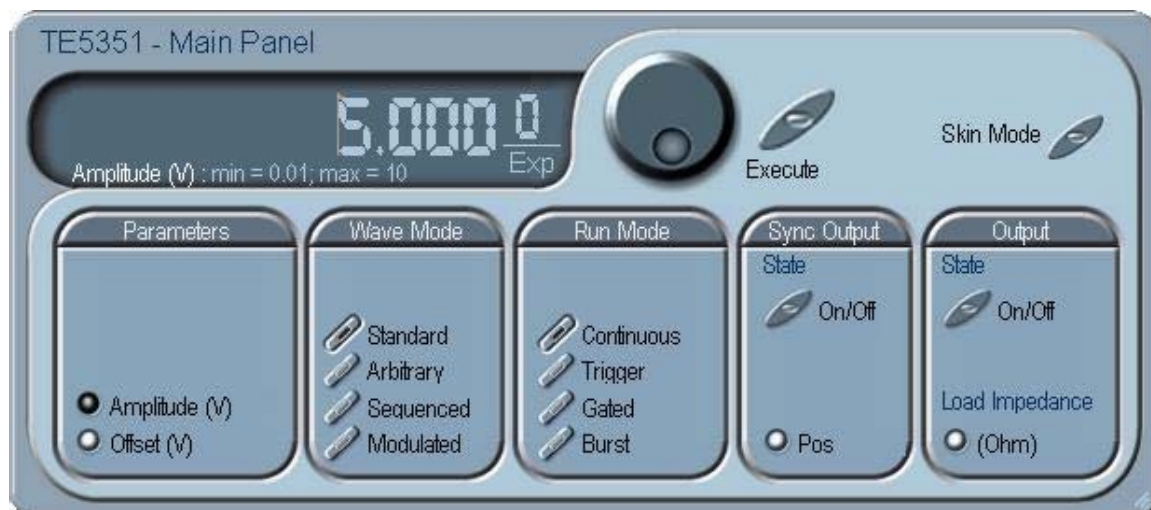 TE5351 - Main Panel
5.000 0
Exp
Amplitude (V) : min = 0.01; max = 10
Execute
Skin Mode
Parameters
Amplitude (V)
Offset (V)
Wave Mode
Standard
Arbitrary
Sequenced
Modulated
Run Mode
Continuous
Trigger
Gated
Burst
Sync Output
State
On/Off
Pos
Output
State
On/Off
Load Impedance
(Ohm)